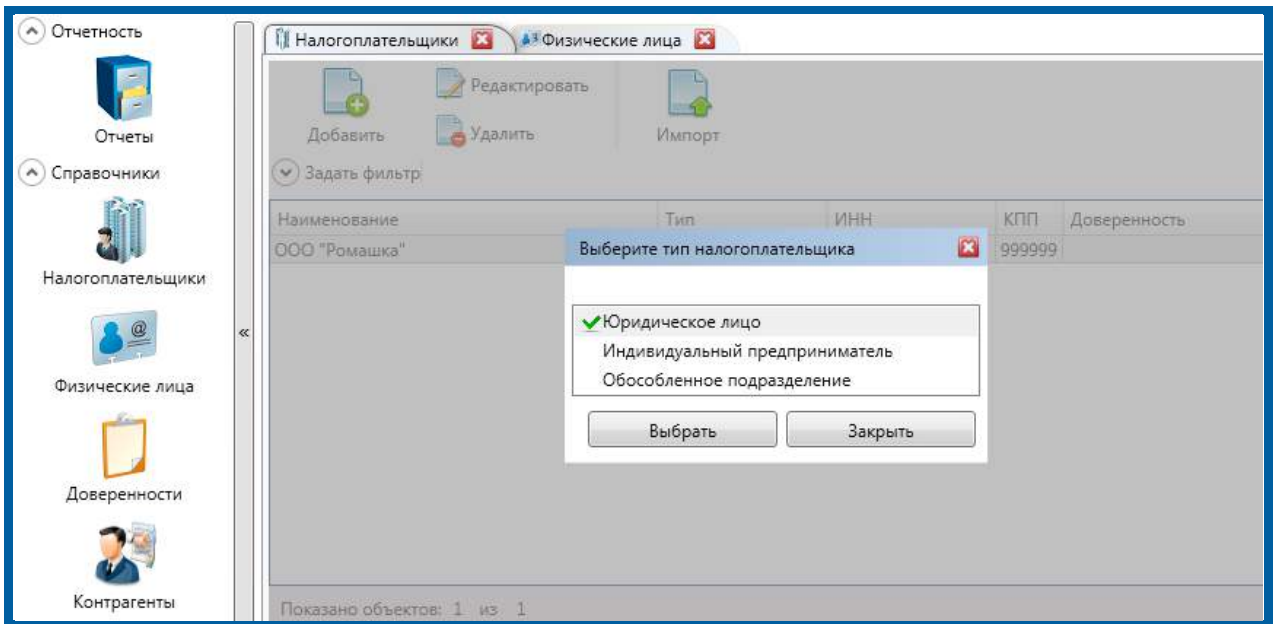 Отчетность
Отчеты
Справочники
Налогоплательщики
Физические лица
Доверенности
Контрагенты
«
Налогоплательщики Физические лица
Добавить
Редактировать
Удалить
Импорт
Задать фильтр
Наименование Тип ИНН КПП Доверенность
ООО "Ромашка" 999999
Выберите тип налогоплательщика
Юридическое лицо
Индивидуальный предприниматель
Обособленное подразделение
Выбрать Закрыть
Показано объектов: 1 из 1